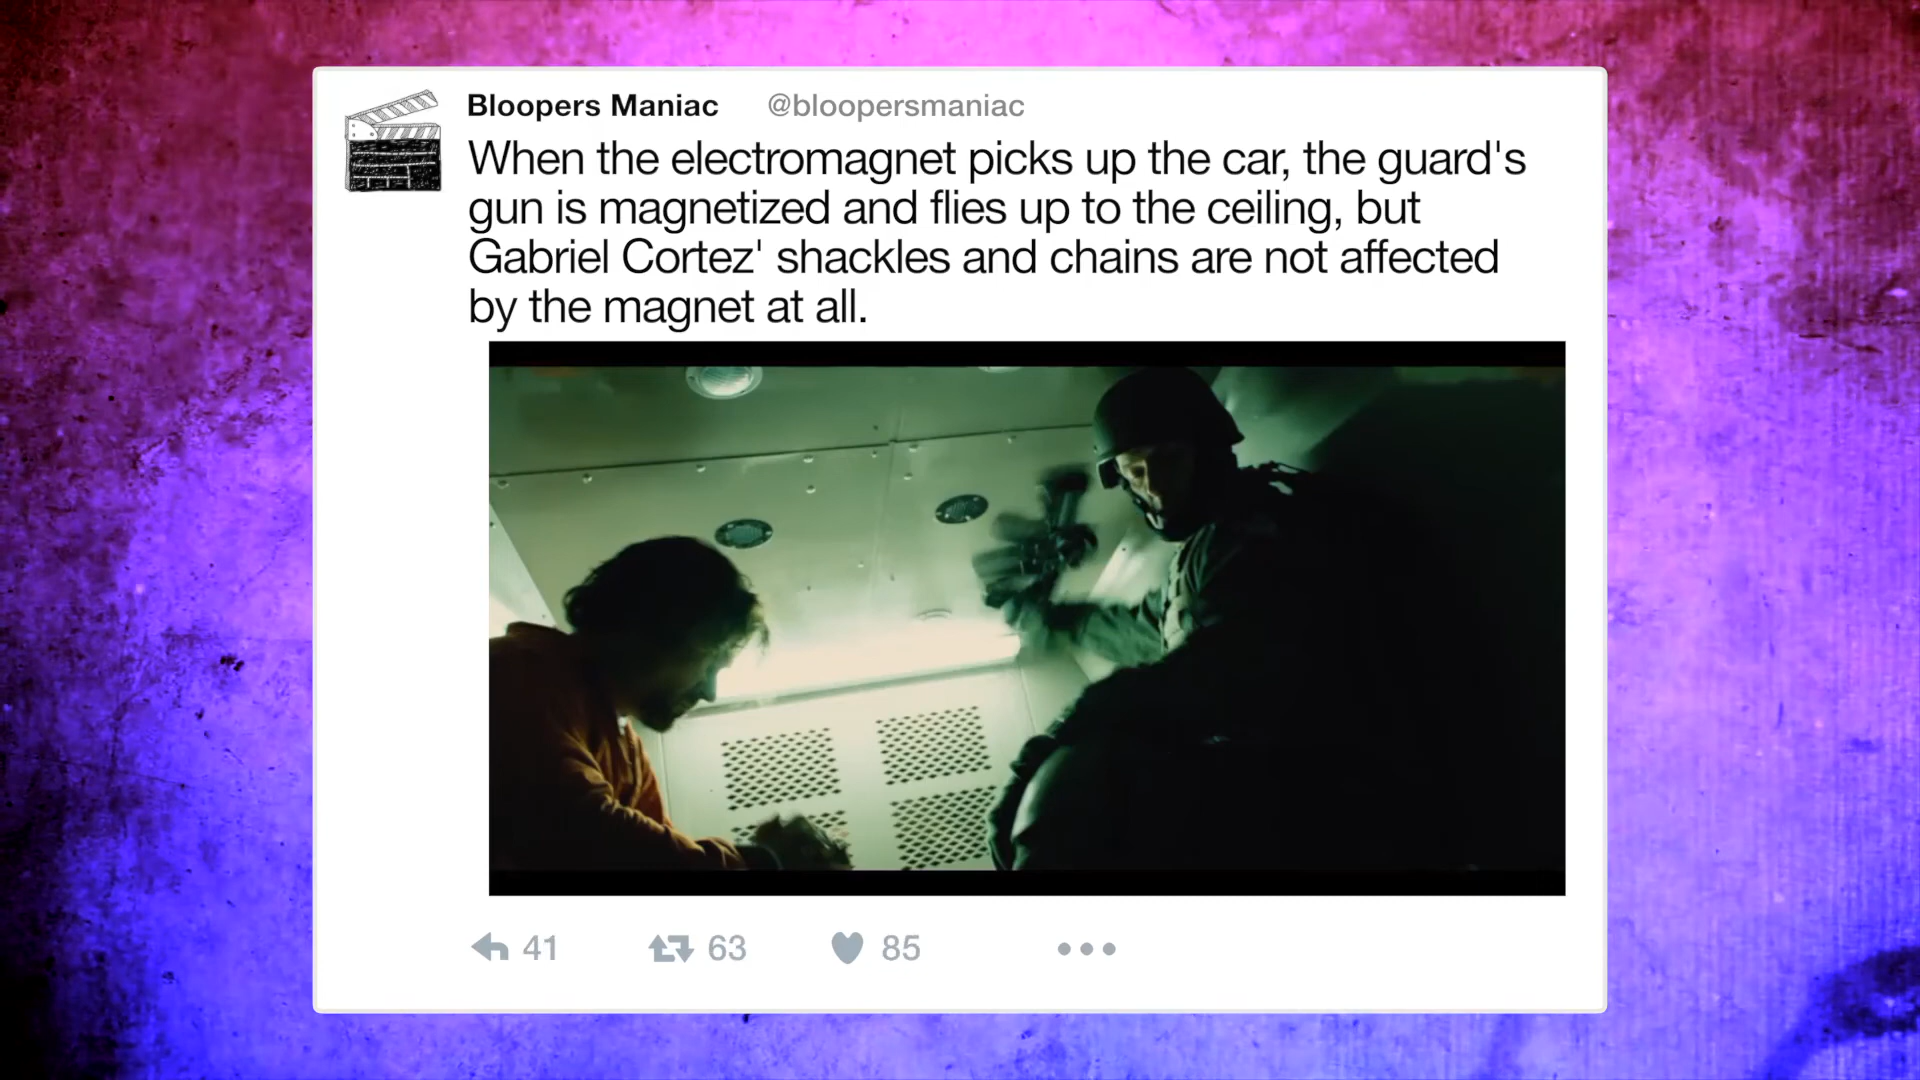 Bloopers Maniac @bloopersmaniac
When the electromagnet picks up the car, the guard's
gun is magnetized and flies up to the ceiling, but
Gabriel Cortez' shackles and chains are not affected
by the magnet at all.
41 63 85